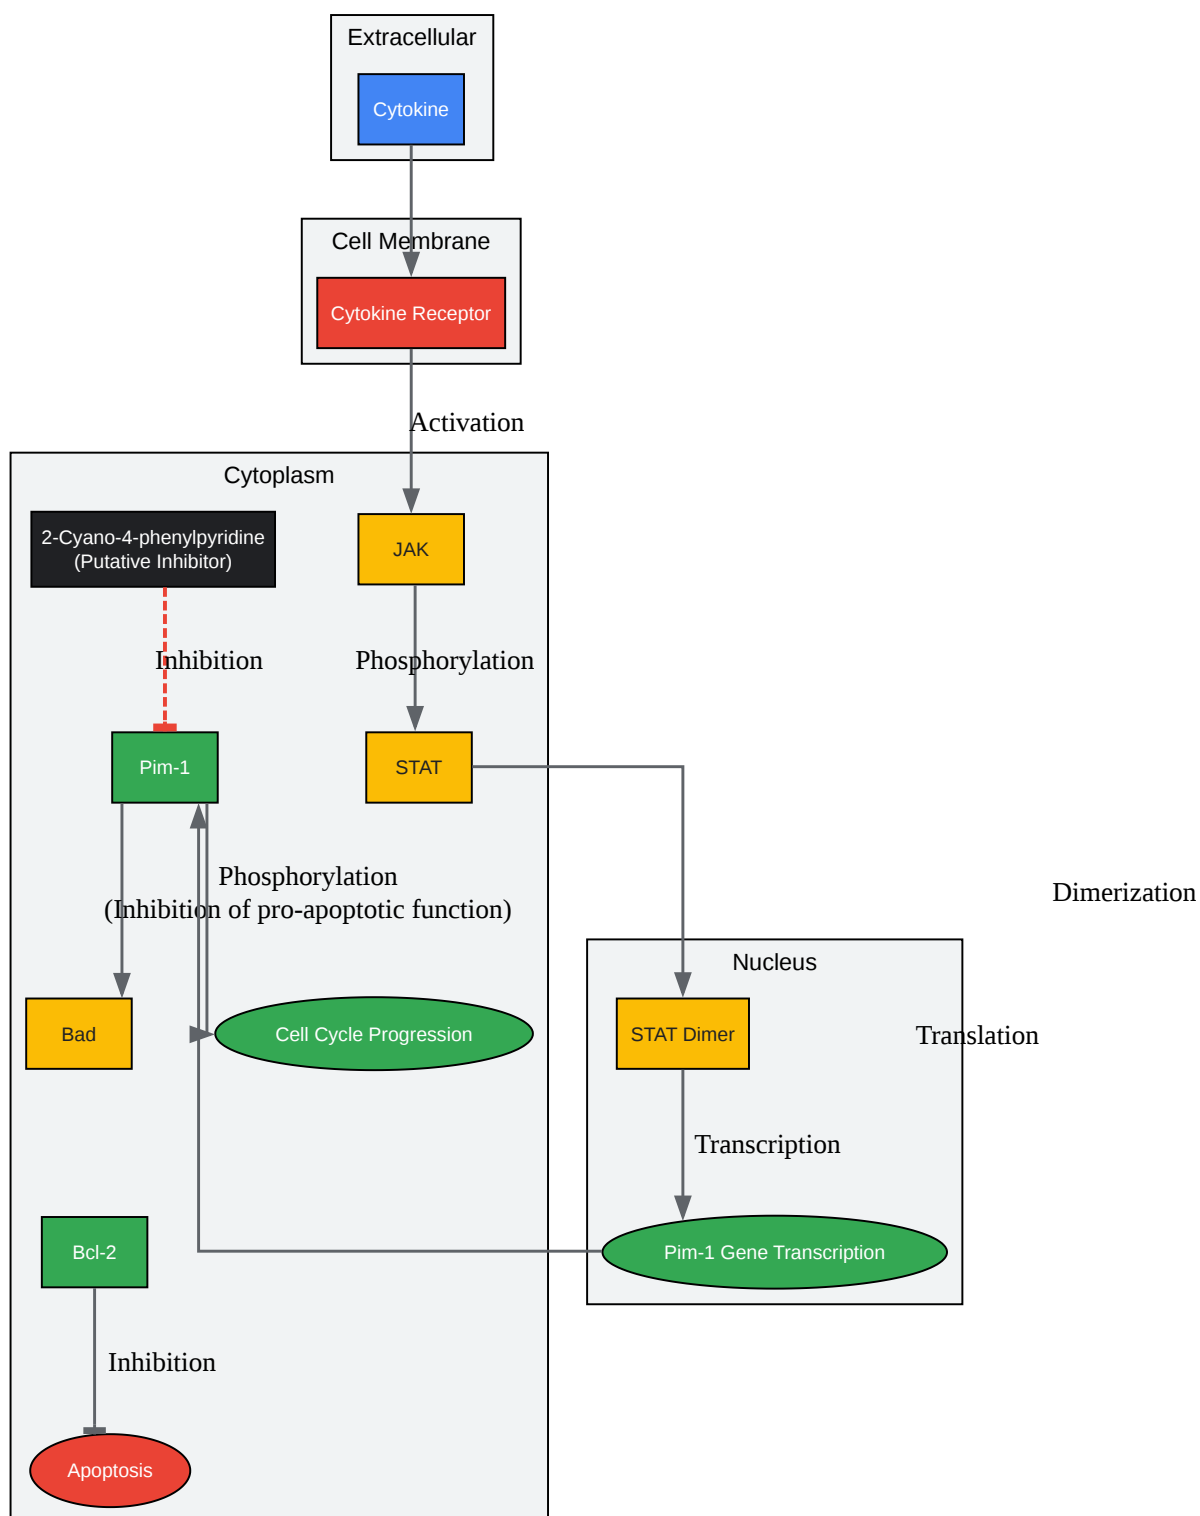 Extracellular
Cytokine
Cell Membrane
Cytokine Receptor
Activation
Cytoplasm
2-Cyano-4-phenylpyridine
(Putative Inhibitor)
JAK
Inhibition
Phosphorylation
Pim-1
STAT
Phosphorylation
(Inhibition of pro-apoptotic function)
Dimerization
Nucleus
Bad
Cell Cycle Progression
STAT Dimer
Translation
Transcription
Bcl-2
Pim-1 Gene Transcription
Inhibition
Apoptosis